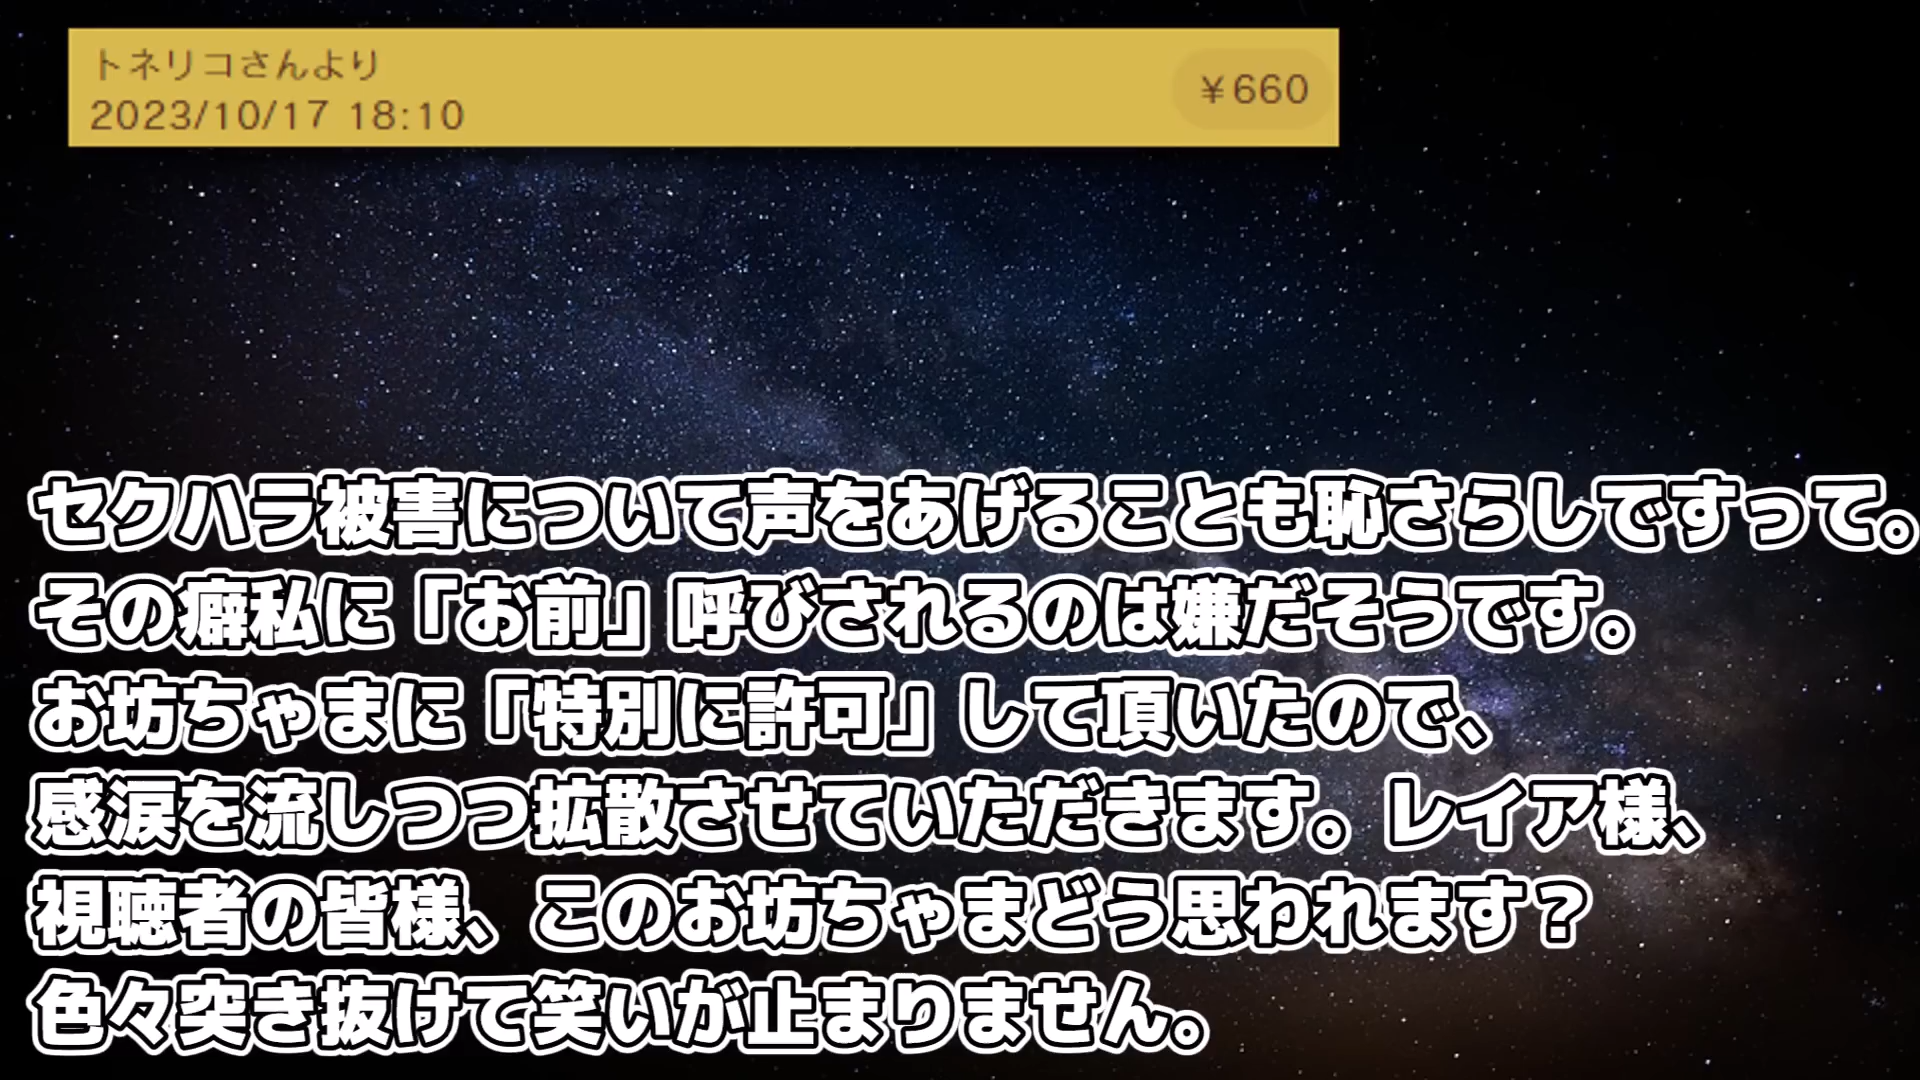 トネリコさんより
2023/10/17 18:10
￥660
セクハラ被害について声をあげることも恥さらしですって。
その癖私に「お前」呼びされるのは嫌だそうです。
お坊ちゃまに「特別に許可」して頂いたので、
感涙を流しつつ拡散させていただきます。レイア様、
視聴者の皆様、このお坊ちゃまどう思われます？
色々突き抜けて笑いが止まりません。